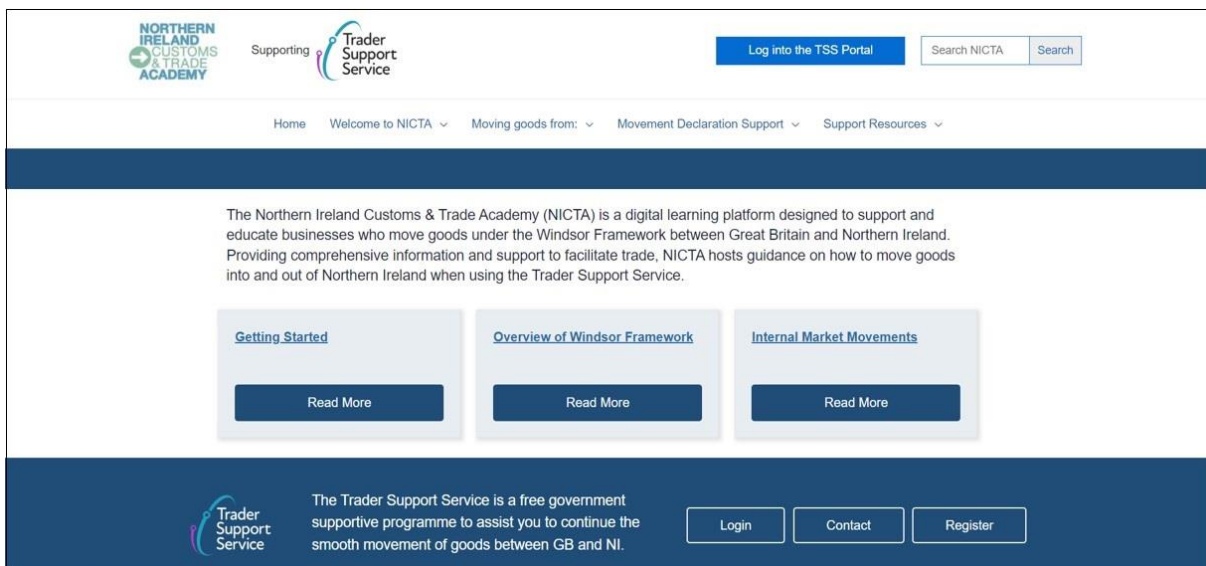 NORTHERN
IRELAND
CUSTOMS
& TRADE
ACADEMY
Supporting
Trader
Support
Service
Log into the TSS Portal
Search NICTA
Search
Home
Welcome to NICTA
Moving goods from:
Movement Declaration Support
Support Resources
The Northern Ireland Customs & Trade Academy (NICTA) is a digital learning platform designed to support and
educate businesses who move goods under the Windsor Framework between Great Britain and Northern Ireland.
Providing comprehensive information and support to facilitate trade, NICTA hosts guidance on how to move goods
into and out of Northern Ireland when using the Trader Support Service.
Getting Started
Read More
Overview of Windsor Framework
Read More
Internal Market Movements
Read More
Trader
Support
Service
The Trader Support Service is a free government
supportive programme to assist you to continue the
smooth movement of goods between GB and NI.
Login
Contact
Register